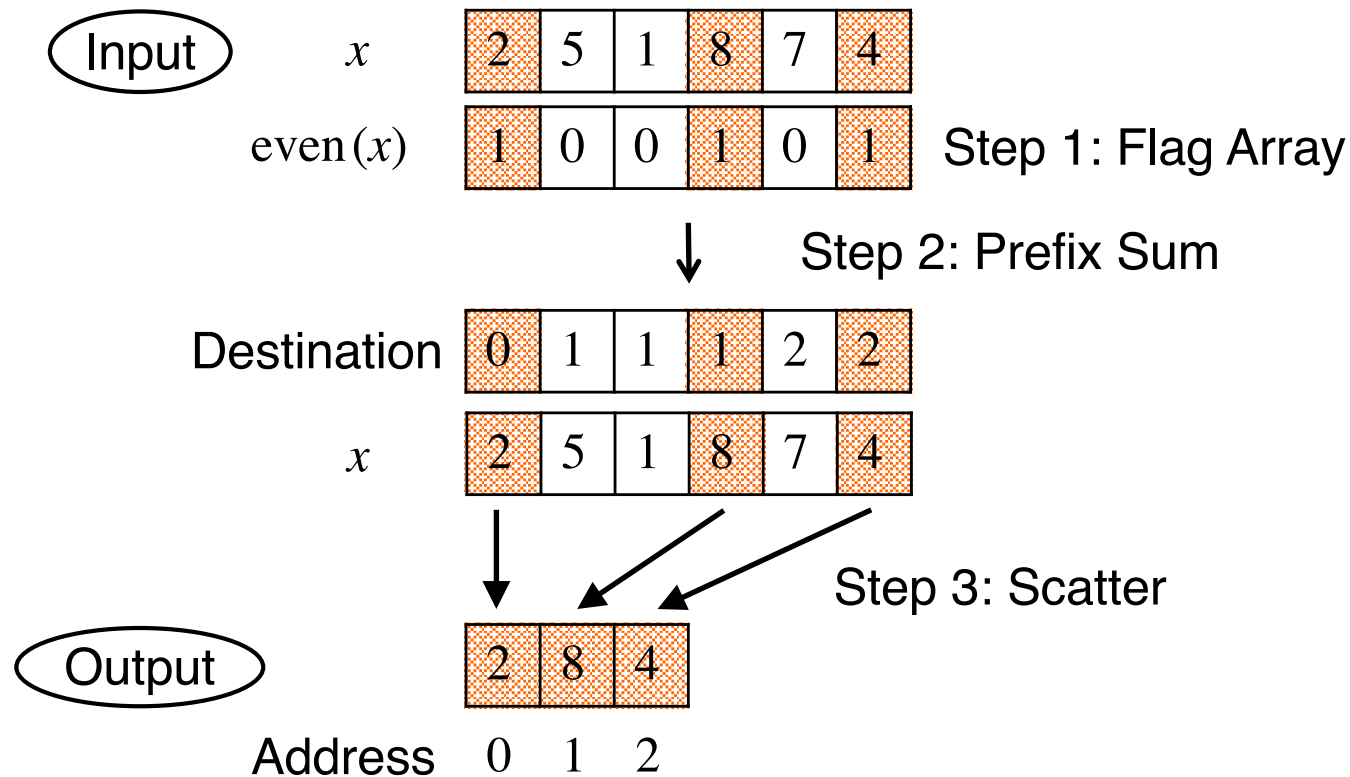 Input x 2 5 1 8 7 4
even(x) 1 0 0 1 0 1 Step 1: Flag Array
Step 2: Prefix Sum
Destination 0 1 1 1 2 2
x 2 5 1 8 7 4
Step 3: Scatter
Output 2 8 4
Address 0 1 2